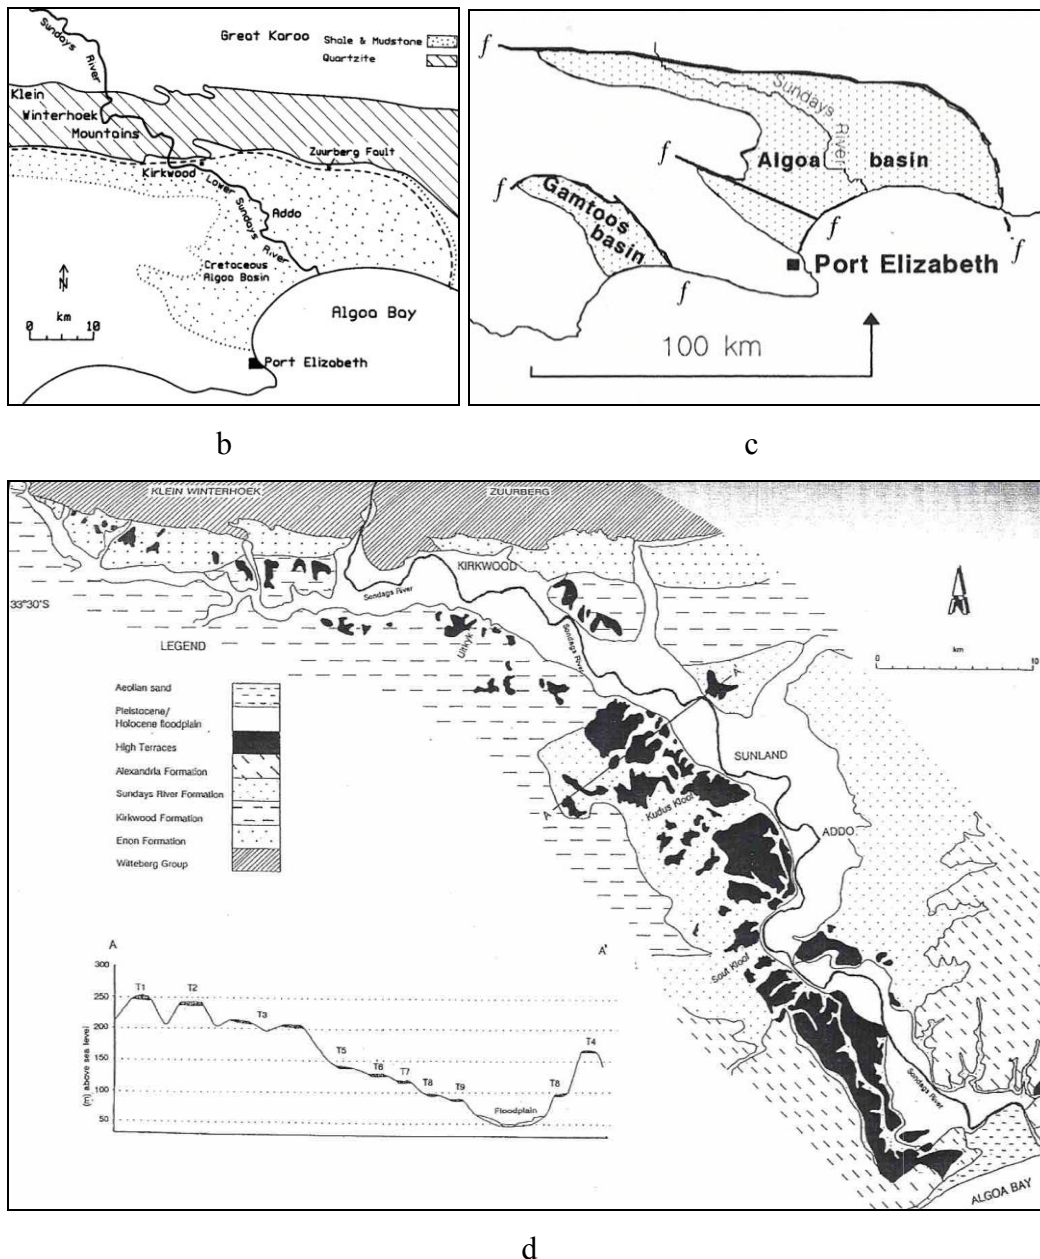 Sundays
River
Great Karoo
Shale & Mudstone
Quartzite
Klein
Winterhoek
Mountains
Zuurberg Fault
Kirkwood
Lower
Sundays
River
Addo
Cretaceous
Algoa Basin
N
km
0 10
Algoa Bay
Port Elizabeth
b
f
Sundays
River
f
Algoa basin
f
Gamtoos
basin
f
f
f
Port Elizabeth
100 km
c
KLEIN WINTERHOEK
ZUURBERG
KIRKWOOD
Sondags River
33°30'S
LEGEND
Uitkyk
Sondags River
A'
km
0 10
Aeolian sand
Pleistocene/
Holocene floodplain
High Terraces
Alexandria Formation
Sundays River Formation
Kirkwood Formation
Enon Formation
Witteberg Group
SUNLAND
Kudus Kloof
A
ADDO
Sout Kloof
Sondags River
ALGOA BAY
A A'
(m) above sea level
300
250
200
150
100
50
T1
T2
T3
T4
T5
T6
T7
T8
T9
T8
Floodplain
d